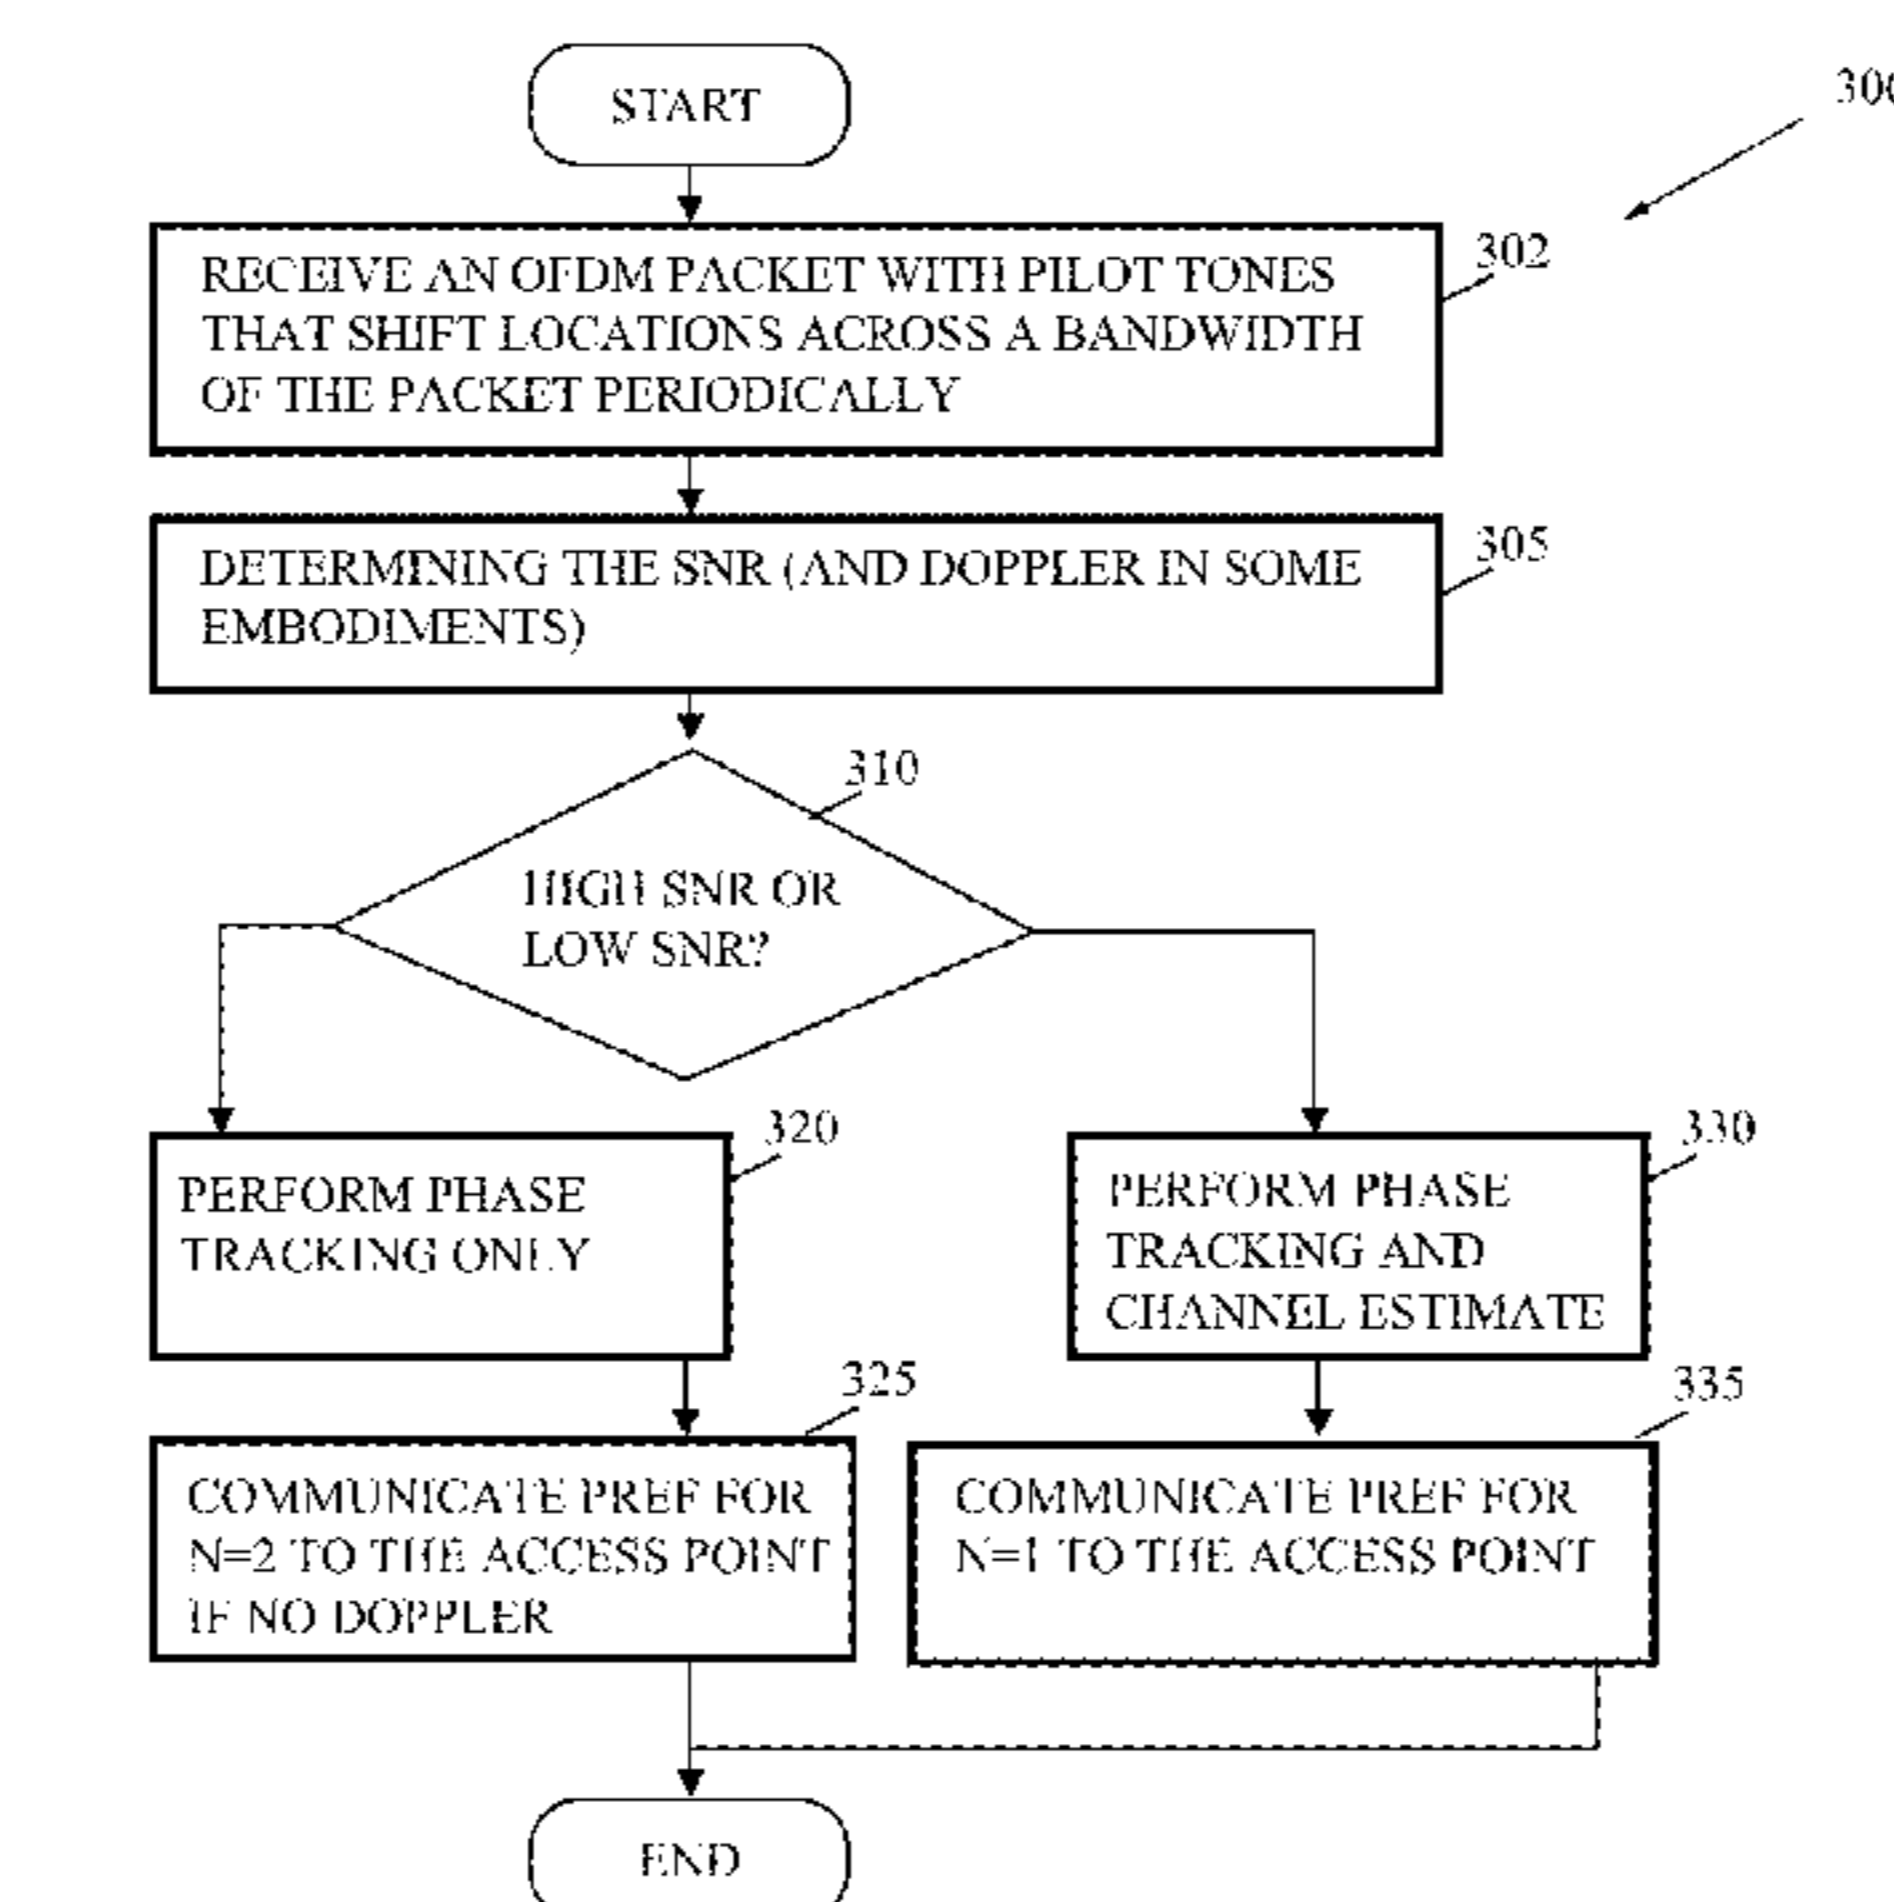 START
300
RECEIVE AN OFDM PACKET WITH PILOT TONES
THAT SHIFT LOCATIONS ACROSS A BANDWIDTH
OF THE PACKET PERIODICALLY
302
DETERMINING THE SNR (AND DOPPLER IN SOME
EMBODIMENTS)
305
310
HIGH SNR OR
LOW SNR?
320
PERFORM PHASE
TRACKING ONLY
330
PERFORM PHASE
TRACKING AND
CHANNEL ESTIMATE
325
COMMUNICATE PREF FOR
N=2 TO THE ACCESS POINT
IF NO DOPPLER
335
COMMUNICATE PREF FOR
N=1 TO THE ACCESS POINT
END